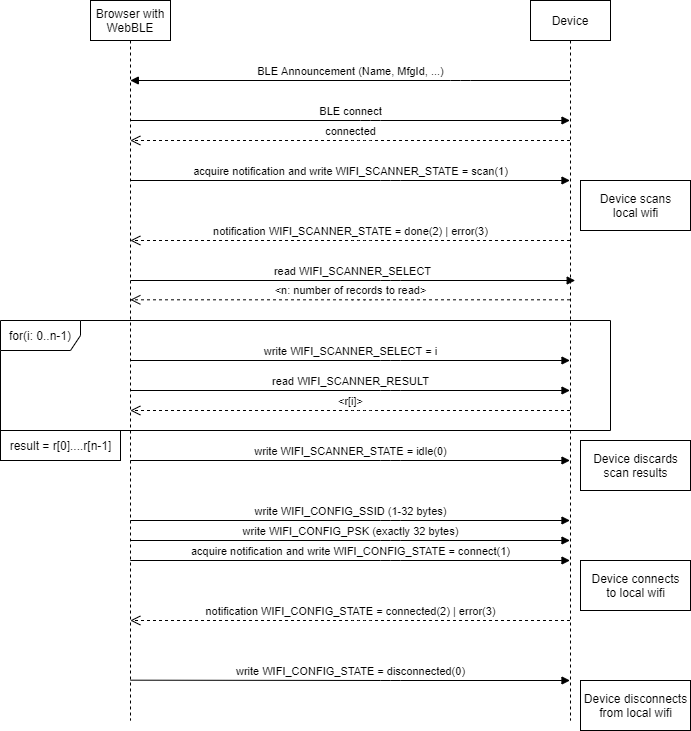 Browser with
WebBLE
Device
BLE Announcement (Name, MfgId, ...)
BLE connect
connected
acquire notification and write WIFI_SCANNER_STATE = scan(1)
Device scans
local wifi
notification WIFI_SCANNER_STATE = done(2) | error(3)
read WIFI_SCANNER_SELECT
<n: number of records to read>
for(i: 0..n-1)
write WIFI_SCANNER_SELECT = i
read WIFI_SCANNER_RESULT
<r[i]>
result = r[0]....r[n-1]
write WIFI_SCANNER_STATE = idle(0)
Device discards
scan results
write WIFI_CONFIG_SSID (1-32 bytes)
write WIFI_CONFIG_PSK (exactly 32 bytes)
acquire notification and write WIFI_CONFIG_STATE = connect(1)
Device connects
to local wifi
notification WIFI_CONFIG_STATE = connected(2) | error(3)
write WIFI_CONFIG_STATE = disconnected(0)
Device disconnects
from local wifi